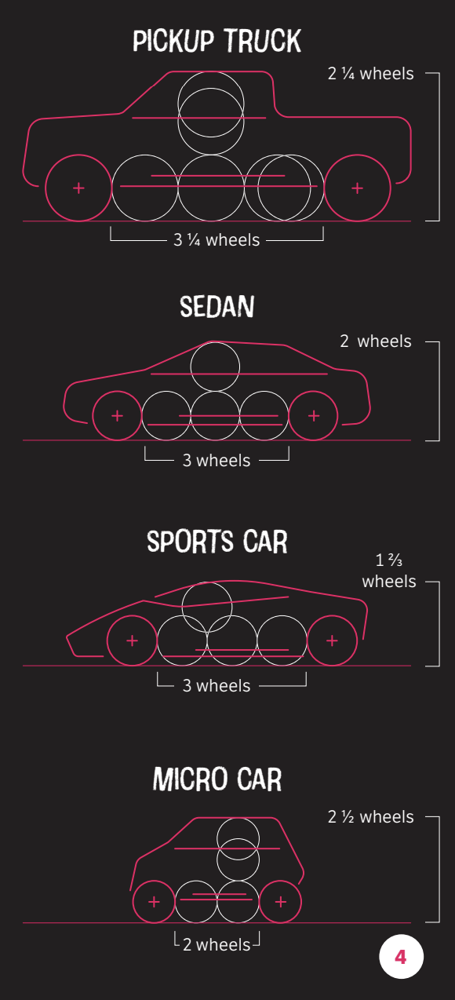 PICKUP TRUCK
2 ¼ wheels
3 ¼ wheels
SEDAN
2 wheels
3 wheels
SPORTS CAR
1 ⅔
wheels
3 wheels
MICRO CAR
2 ½ wheels
2 wheels
4